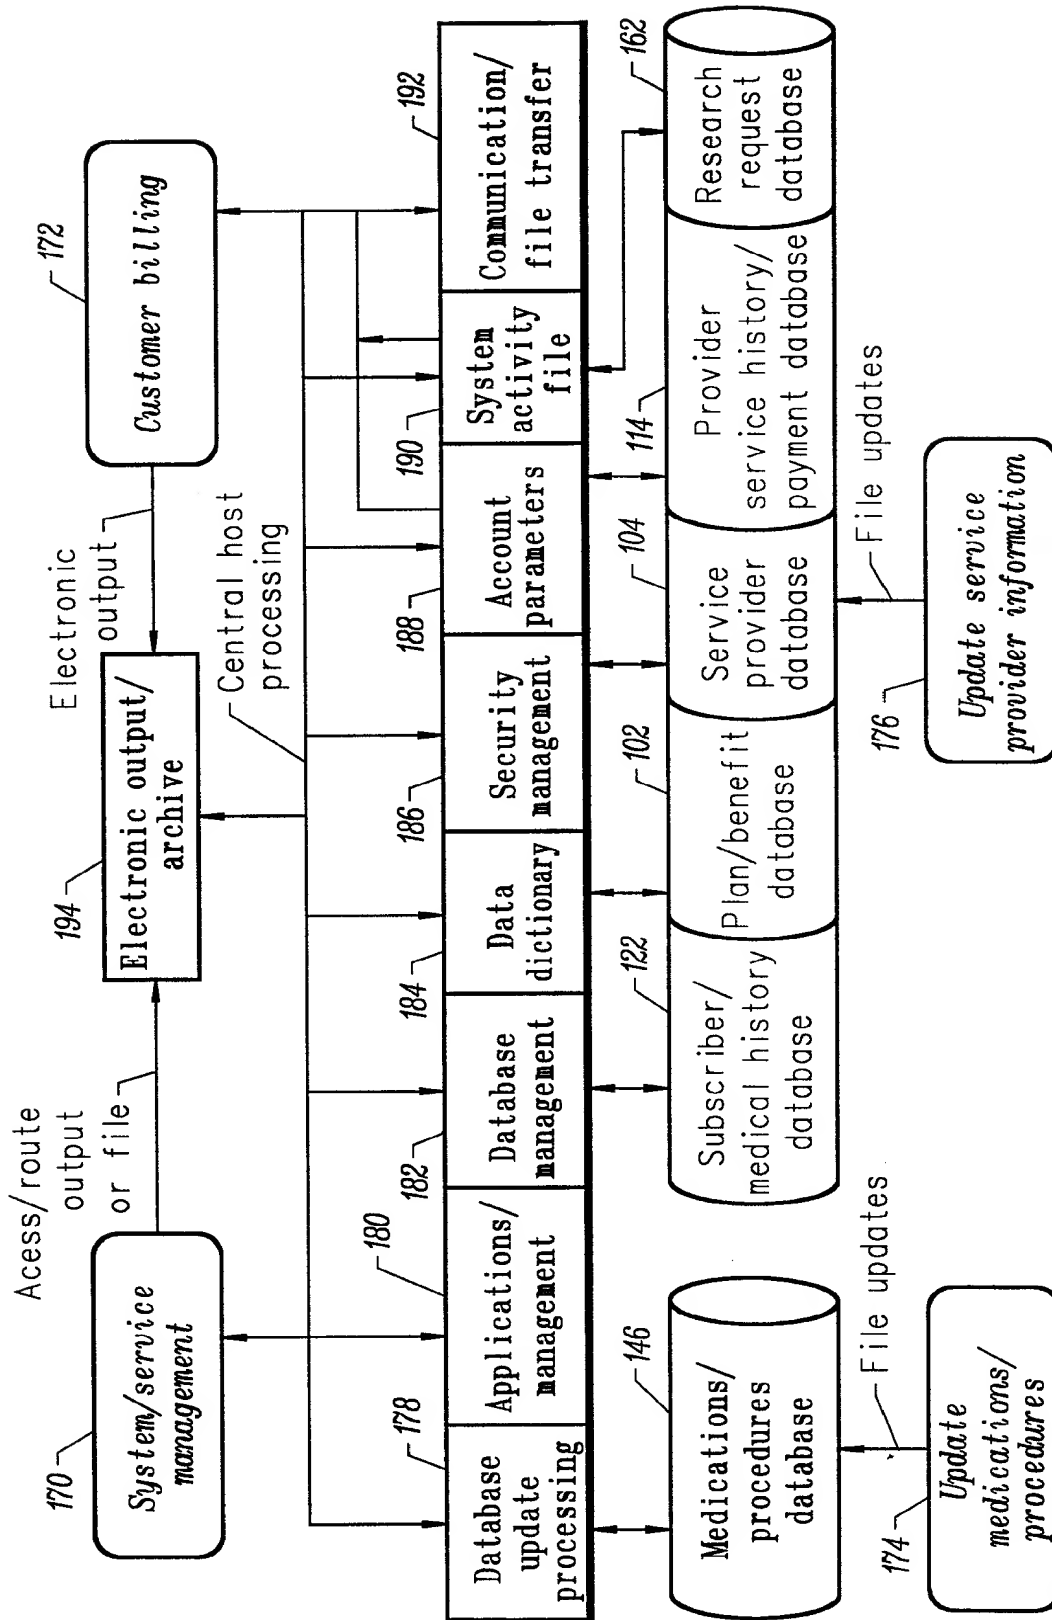 170
System/service
management
Acess/route
output
or file
194
Electronic output/
archive
Electronic
output
172
Customer billing
Central host
processing
178
Database
update
processing
180
Applications/
management
182
Database
management
184
Data
dictionary
186
Security
management
188
Account
parameters
190
System
activity
file
192
Communication/
file transfer
146
Medications/
procedures
database
122
Subscriber/
medical history
database
102
Plan/benefit
database
104
Service
provider
database
114
Provider
service history/
payment database
162
Research
request
database
File updates
174
Update
medications/
procedures
File updates
176
Update service
provider information